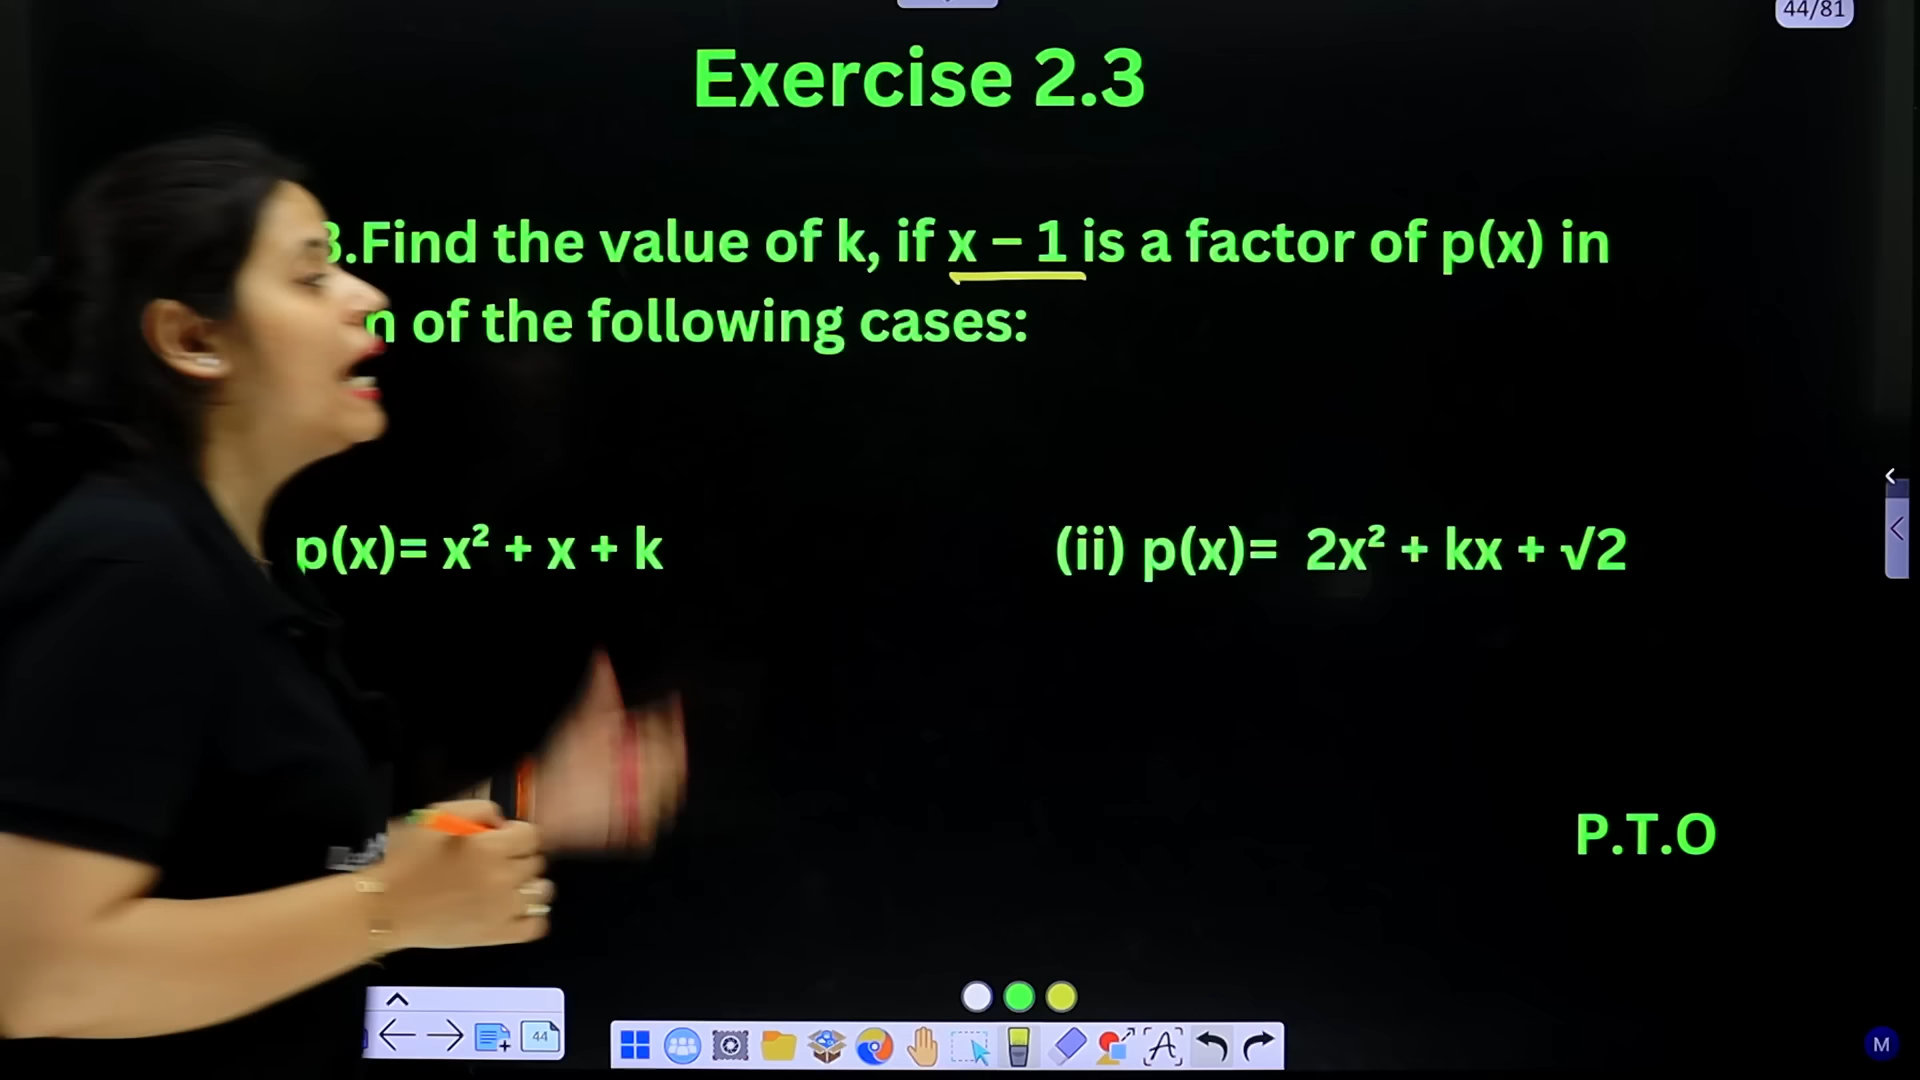 44/81
Exercise 2.3
3.Find the value of k, if x – 1 is a factor of p(x) in
of the following cases:
p(x)= x² + x + k
(ii) p(x)= 2x² + kx + √2
P.T.O
44
A
M